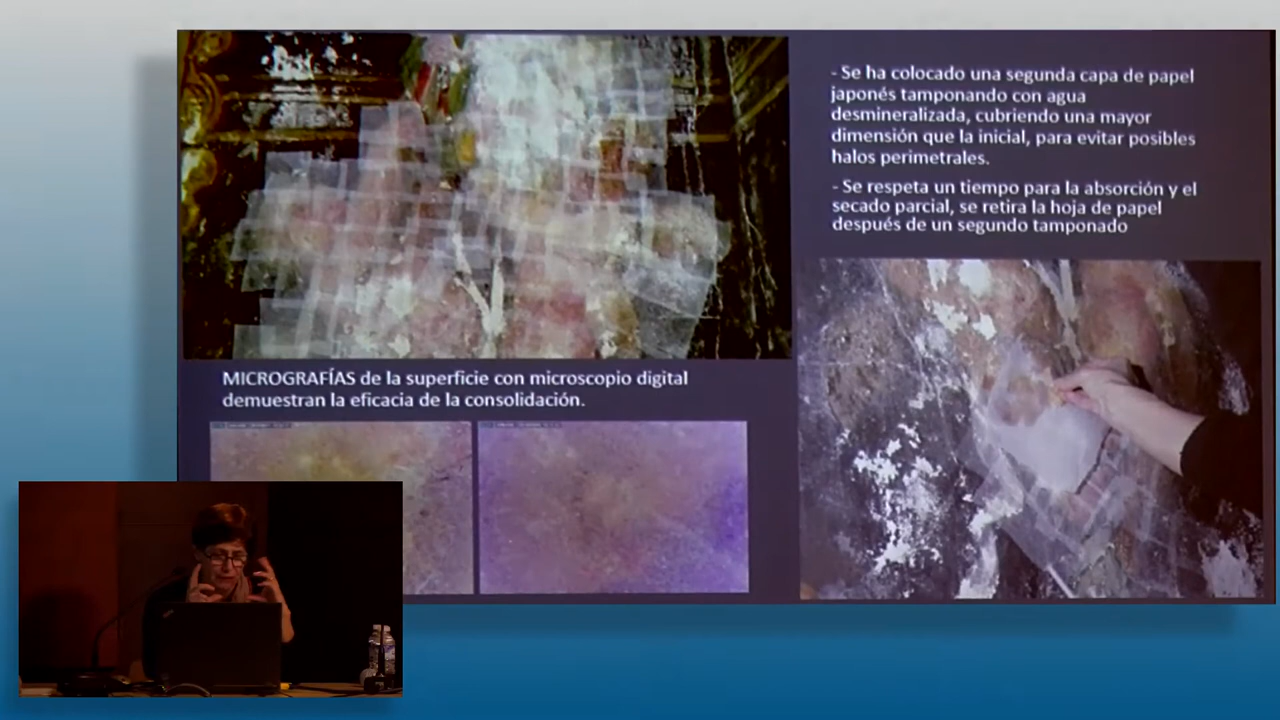 - Se ha colocado una segunda capa de papel
japonés tamponando con agua
desmineralizada, cubriendo una mayor
dimensión que la inicial, para evitar posibles
halos perimetrales.
- Se respeta un tiempo para la absorción y el
secado parcial, se retira la hoja de papel
después de un segundo tamponado
MICROGRAFÍAS de la superficie con microscopio digital
demuestran la eficacia de la consolidación.